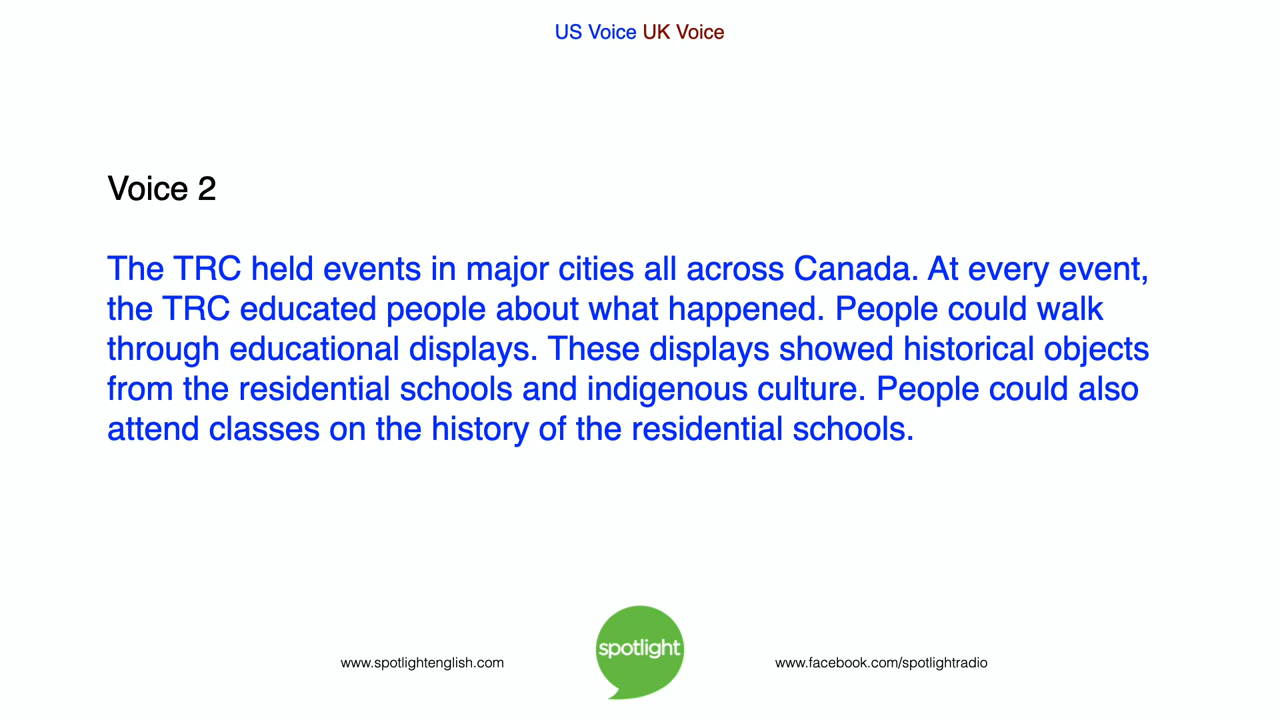 US Voice UK Voice
Voice 2
The TRC held events in major cities all across Canada. At every event,
the TRC educated people about what happened. People could walk
through educational displays. These displays showed historical objects
from the residential schools and indigenous culture. People could also
attend classes on the history of the residential schools.
www.spotlightenglish.com
spotlight
www.facebook.com/spotlightradio